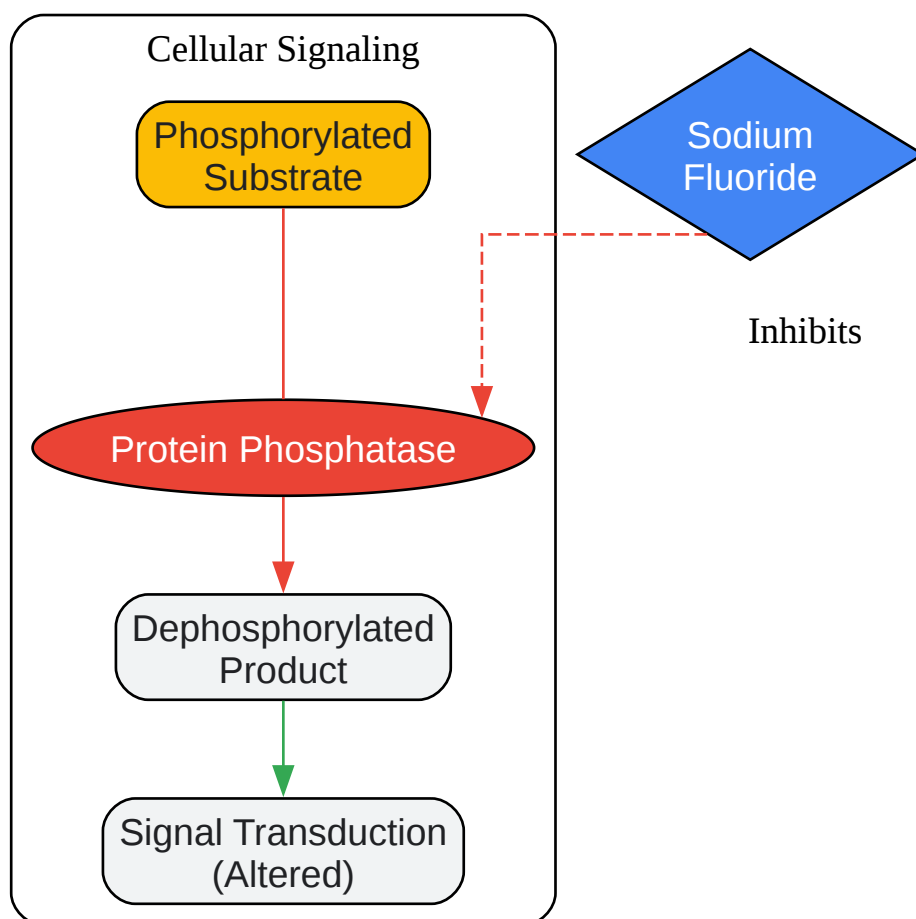 Cellular Signaling
Phosphorylated
Substrate
Sodium
Fluoride
Inhibits
Protein Phosphatase
Dephosphorylated
Product
Signal Transduction
(Altered)